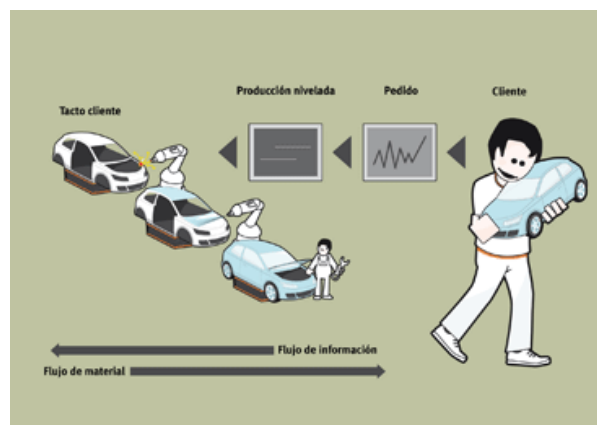 Producción nivelada
Pedido
Cliente
Tacto cliente
Flujo de información
Flujo de material